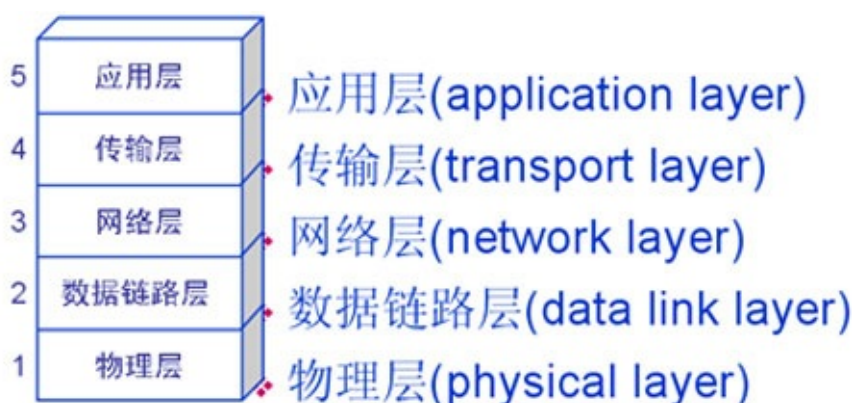 5 应用层 应用层(application layer)
4 传输层 传输层(transport layer)
3 网络层 网络层(network layer)
2 数据链路层 数据链路层(data link layer)
1 物理层 物理层(physical layer)